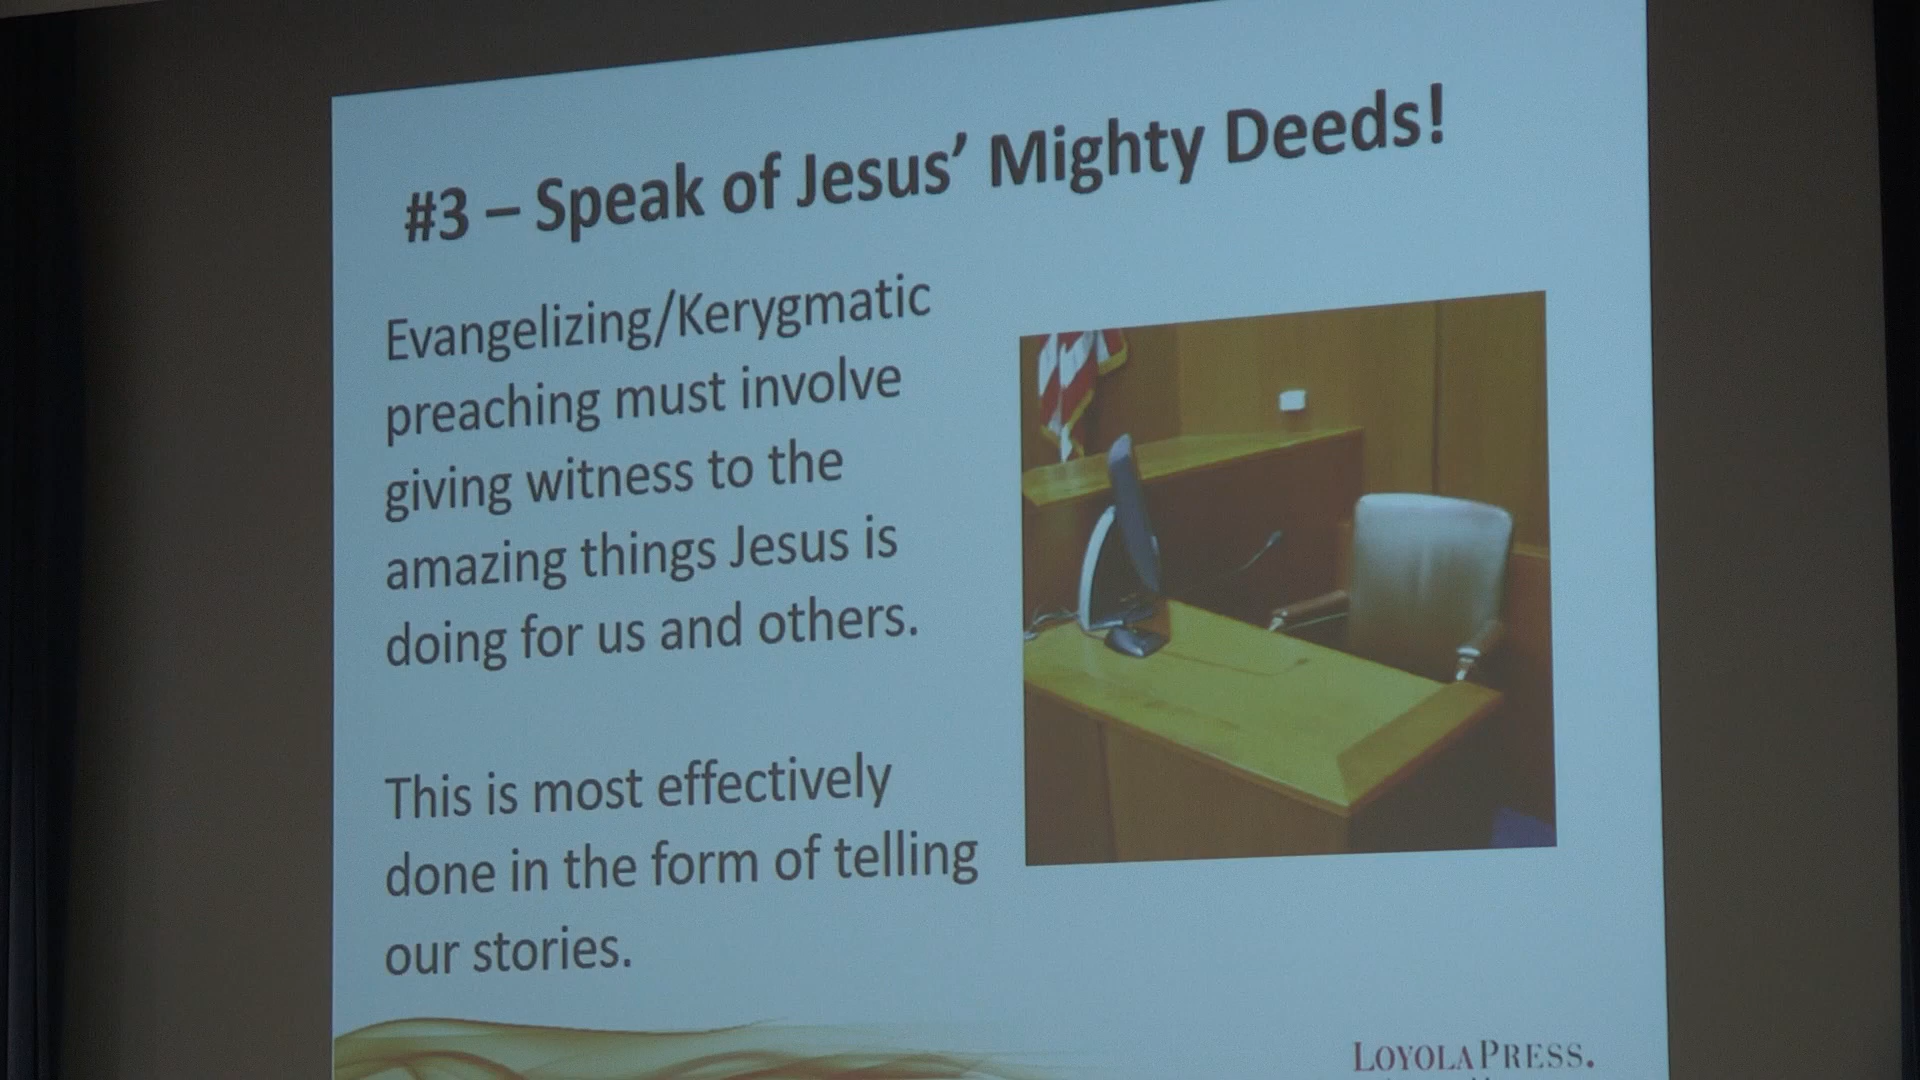 #3 – Speak of Jesus’ Mighty Deeds!
Evangelizing/Kerygmatic
preaching must involve
giving witness to the
amazing things Jesus is
doing for us and others.
This is most effectively
done in the form of telling
our stories.
LOYOLAPRESS.